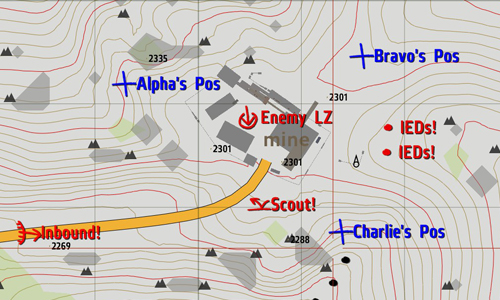 Bravo's Pos
2335
Alpha's Pos
2301
Enemy LZ
IEDs!
mine
2301
IEDs!
2301
Scout!
Inbound!
2269
2288
Charlie's Pos